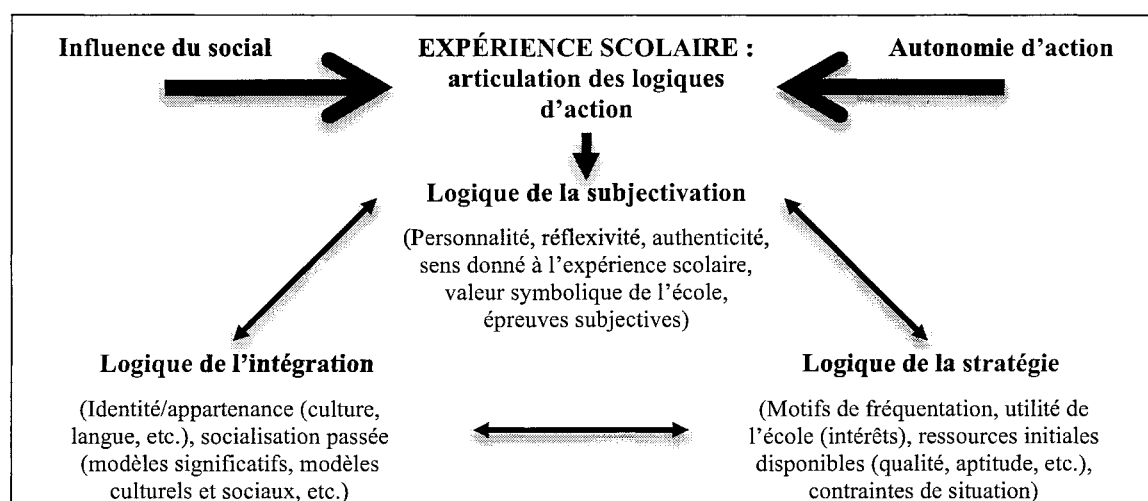 Influence du social
EXPÉRIENCE SCOLAIRE :
articulation des logiques
d'action
Autonomie d'action
Logique de la subjectivation
(Personnalité, réflexivité, authenticité,
sens donné à l'expérience scolaire,
valeur symbolique de l'école,
épreuves subjectives)
Logique de l'intégration
(Identité/appartenance (culture,
langue, etc.), socialisation passée
(modèles significatifs, modèles
culturels et sociaux, etc.)
Logique de la stratégie
(Motifs de fréquentation, utilité de
l'école (intérêts), ressources initiales
disponibles (qualité, aptitude, etc.),
contraintes de situation)